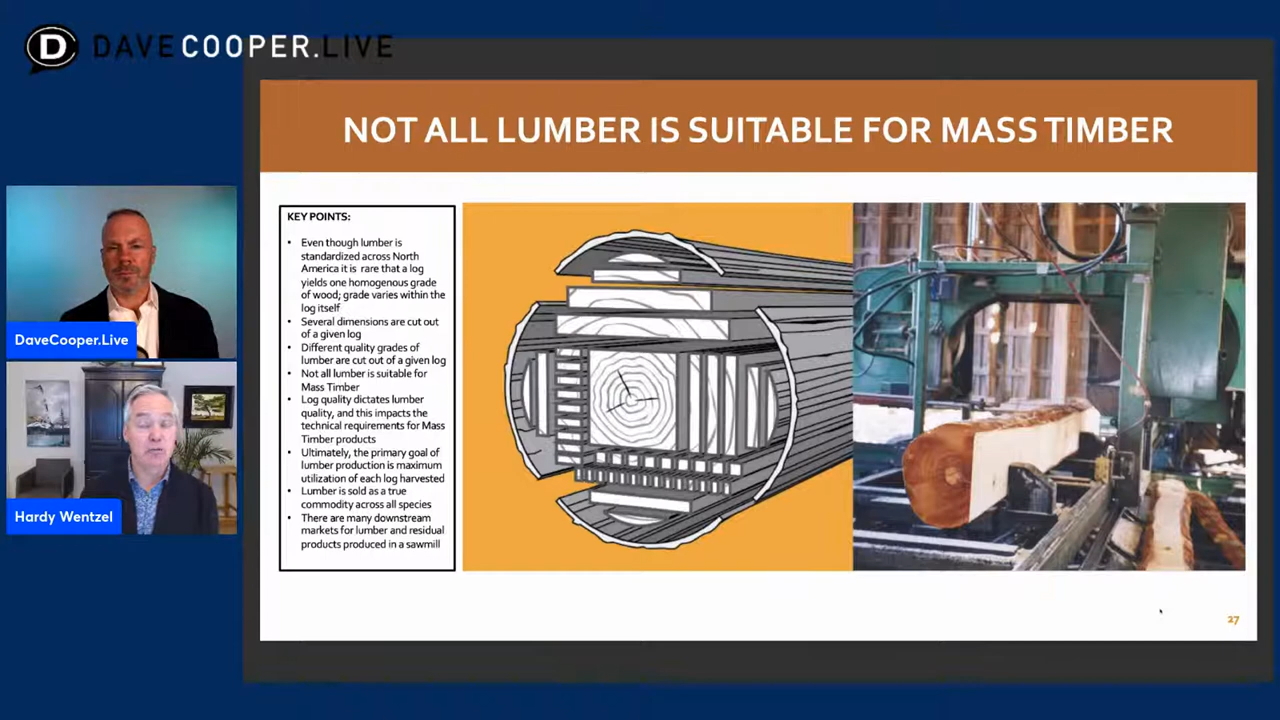 D DAVECOOPER.LIVE
NOT ALL LUMBER IS SUITABLE FOR MASS TIMBER
KEY POINTS:
• Even though lumber is
standardized across North
America it is rare that a log
yields one homogenous grade
of wood; grade varies within the
log itself
• Several dimensions are cut out
of a given log
• Different quality grades of
lumber are cut out of a given log
• Not all lumber is suitable for
Mass Timber
• Log quality dictates lumber
quality, and this impacts the
technical requirements for Mass
Timber products
• Ultimately, the primary goal of
lumber production is maximum
utilization of each log harvested
• Lumber is sold as a true
commodity across all species
• There are many downstream
markets for lumber and residual
products produced in a sawmill
DaveCooper.Live
Hardy Wentzel
27